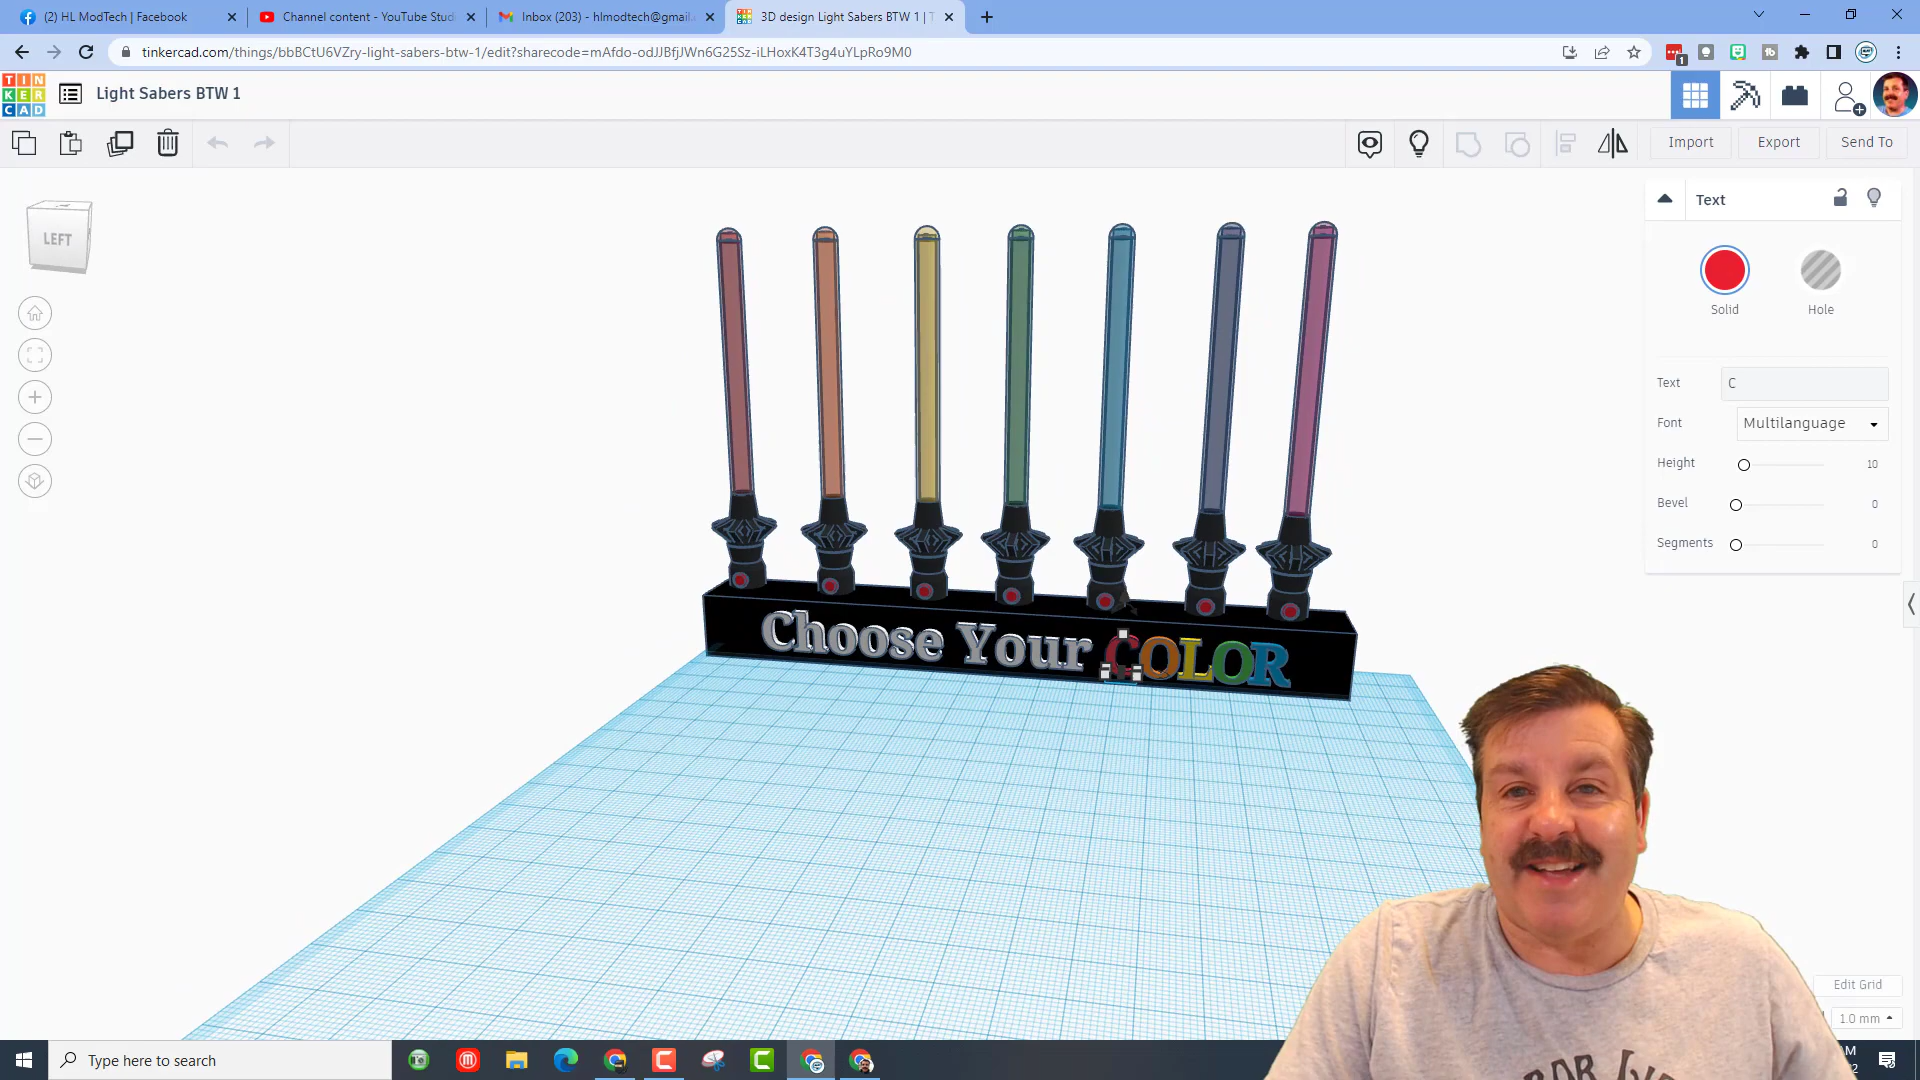 (2) HL ModTech | Facebook
Channel content - YouTube Stud
Inbox (203) - hlmodtech@gmail.
3D design Light Sabers BTW 1 | T
tinkercad.com/things/bbBCtU6VZry-light-sabers-btw-1/edit?sharecode=mAfdo-odJJBfjJWn6G25Sz-iLHoxK4T3g4uYLpRo9M0
1
TIN
KER
CAD
Light Sabers BTW 1
Import
Export
Send To
LEFT
Text
Solid
Hole
Text
C
Font
Multilanguage
Height
10
Bevel
0
Segments
0
Choose Your COLOR
Edit Grid
1.0 mm
Type here to search